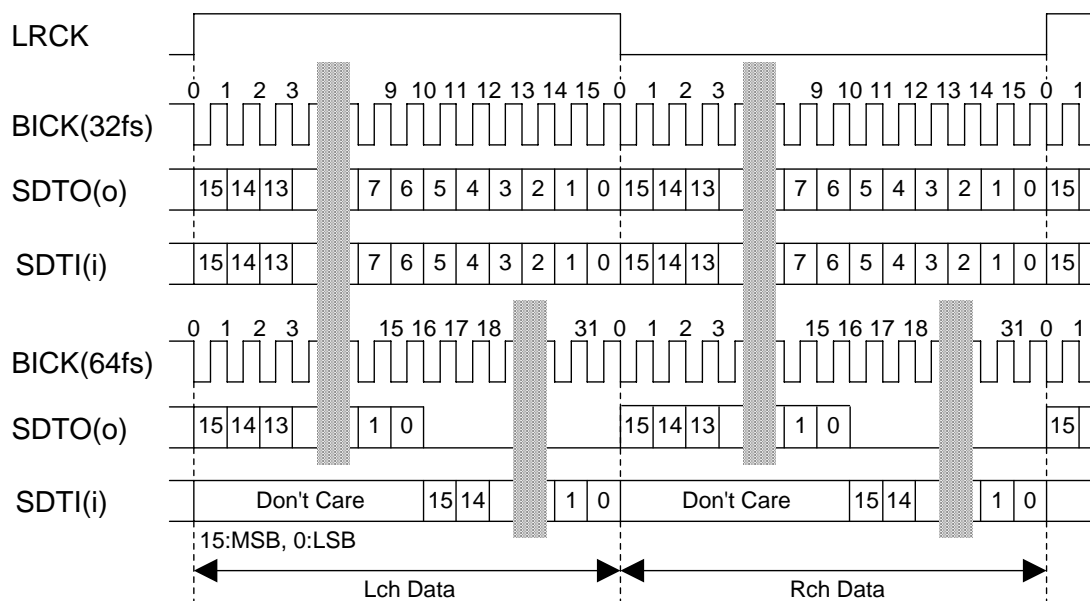 LRCK
0 1 2 3 9 10 11 12 13 14 15 0 1 2 3 9 10 11 12 13 14 15 0 1
BICK(32fs)
SDTO(o) 15 14 13 7 6 5 4 3 2 1 0 15 14 13 7 6 5 4 3 2 1 0 15
SDTI(i) 15 14 13 7 6 5 4 3 2 1 0 15 14 13 7 6 5 4 3 2 1 0 15
0 1 2 3 15 16 17 18 31 0 1 2 3 15 16 17 18 31 0 1
BICK(64fs)
SDTO(o) 15 14 13 1 0 15 14 13 1 0 15
SDTI(i) Don't Care 15 14 1 0 Don't Care 15 14 1 0
15:MSB, 0:LSB
Lch Data Rch Data